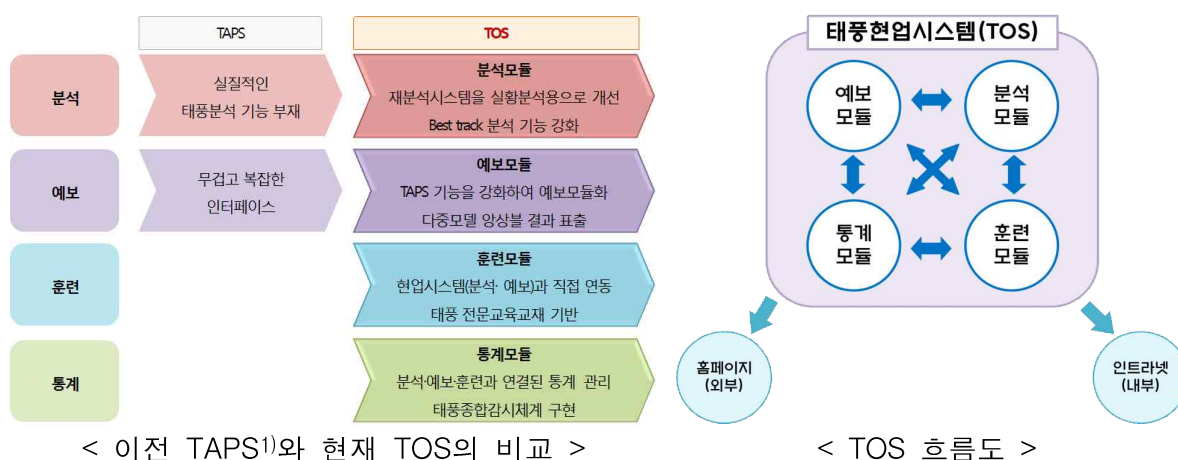 TAPS
TOS
분석
실질적인
태풍분석 기능 부재
분석모듈
재분석시스템을 실황분석용으로 개선
Best track 분석 기능 강화
예보
무겁고 복잡한
인터페이스
예보모듈
TAPS 기능을 강화하여 예보모듈화
다중모델 앙상블 결과 표출
훈련
훈련모듈
현업시스템(분석· 예보)과 직접 연동
태풍 전문교육교재 기반
통계
통계모듈
분석·예보·훈련과 연결된 통계 관리
태풍종합감시체계 구현
< 이전 TAPS1)와 현재 TOS의 비교 >
태풍현업시스템(TOS)
예보
모듈
분석
모듈
통계
모듈
훈련
모듈
홈페이지
(외부)
인트라넷
(내부)
< TOS 흐름도 >